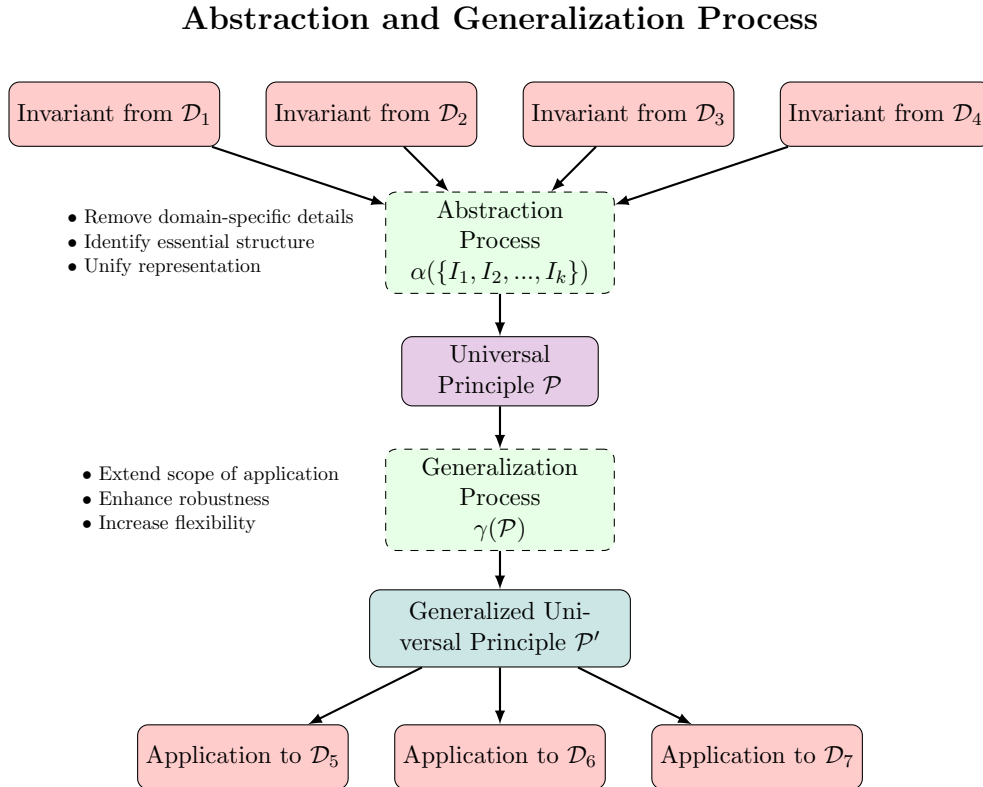 Abstraction and Generalization Process
Invariant from 𝒟₁
Invariant from 𝒟₂
Invariant from 𝒟₃
Invariant from 𝒟₄
• Remove domain-specific details
• Identify essential structure
• Unify representation
Abstraction
Process
α({I₁, I₂, ..., Iₖ})
Universal
Principle 𝒫
• Extend scope of application
• Enhance robustness
• Increase flexibility
Generalization
Process
γ(𝒫)
Generalized Uni-
versal Principle 𝒫′
Application to 𝒟₅
Application to 𝒟₆
Application to 𝒟₇